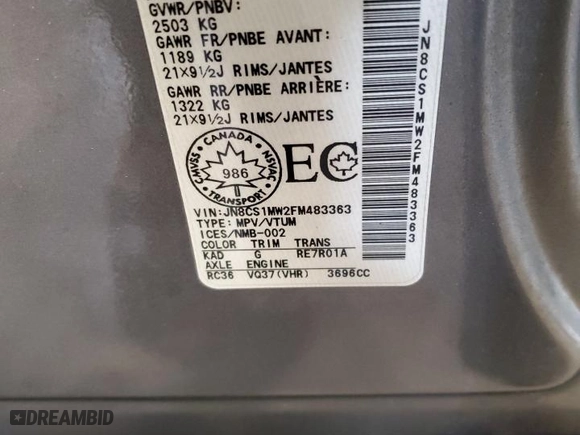 GVWR/PNBV:
2503 KG
GAWR FR/PNBE AVANT:
1189 KG
21X9½J RIMS/JANTES
GAWR RR/PNBE ARRIÈRE:
1322 KG
21X9½J RIMS/JANTES
CANADA
CMVSS NSVAC
986
TRANSPORT
EC
VIN:JN8CS1MW2FM483363
TYPE:MPV/VTUM
ICES/NMB-002
COLOR TRIM TRANS
KAD G RE7R01A
AXLE ENGINE
RC36 VQ37(VHR) 3696CC
JN8CS1MW2FM483363
DREAMBID